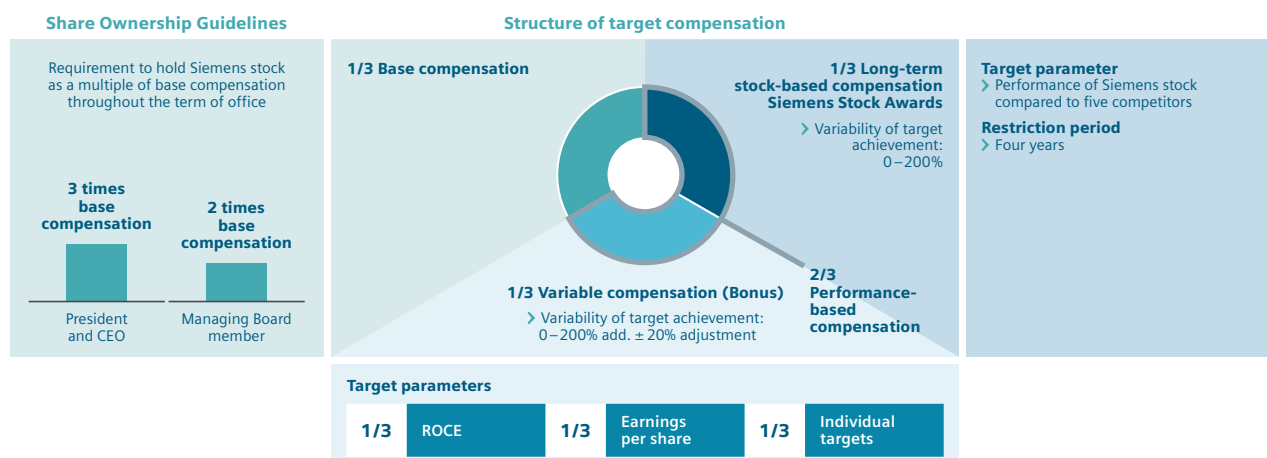 Share Ownership Guidelines
Requirement to hold Siemens stock
as a multiple of base compensation
throughout the term of office
3 times
base
compensation
2 times
base
compensation
President
and CEO
Managing Board
member
Structure of target compensation
1/3 Base compensation
1/3 Long-term
stock-based compensation
Siemens Stock Awards
Variability of target
achievement:
0–200%
1/3 Variable compensation (Bonus)
Variability of target achievement:
0–200% add. ± 20% adjustment
2/3
Performance-
based
compensation
Target parameter
Performance of Siemens stock
compared to five competitors
Restriction period
Four years
Target parameters
1/3
ROCE
1/3
Earnings
per share
1/3
Individual
targets